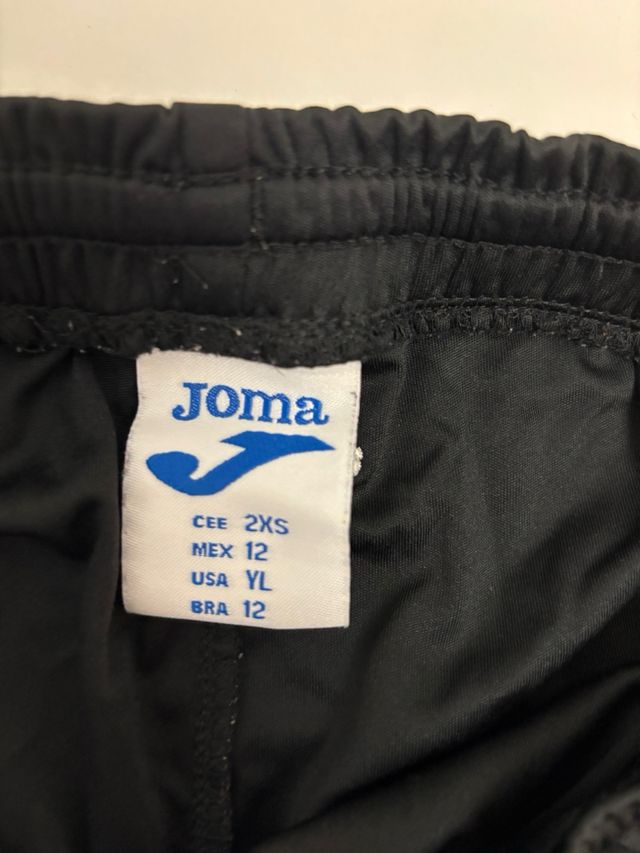 Joma
CEE 2XS
MEX 12
USA YL
BRA 12